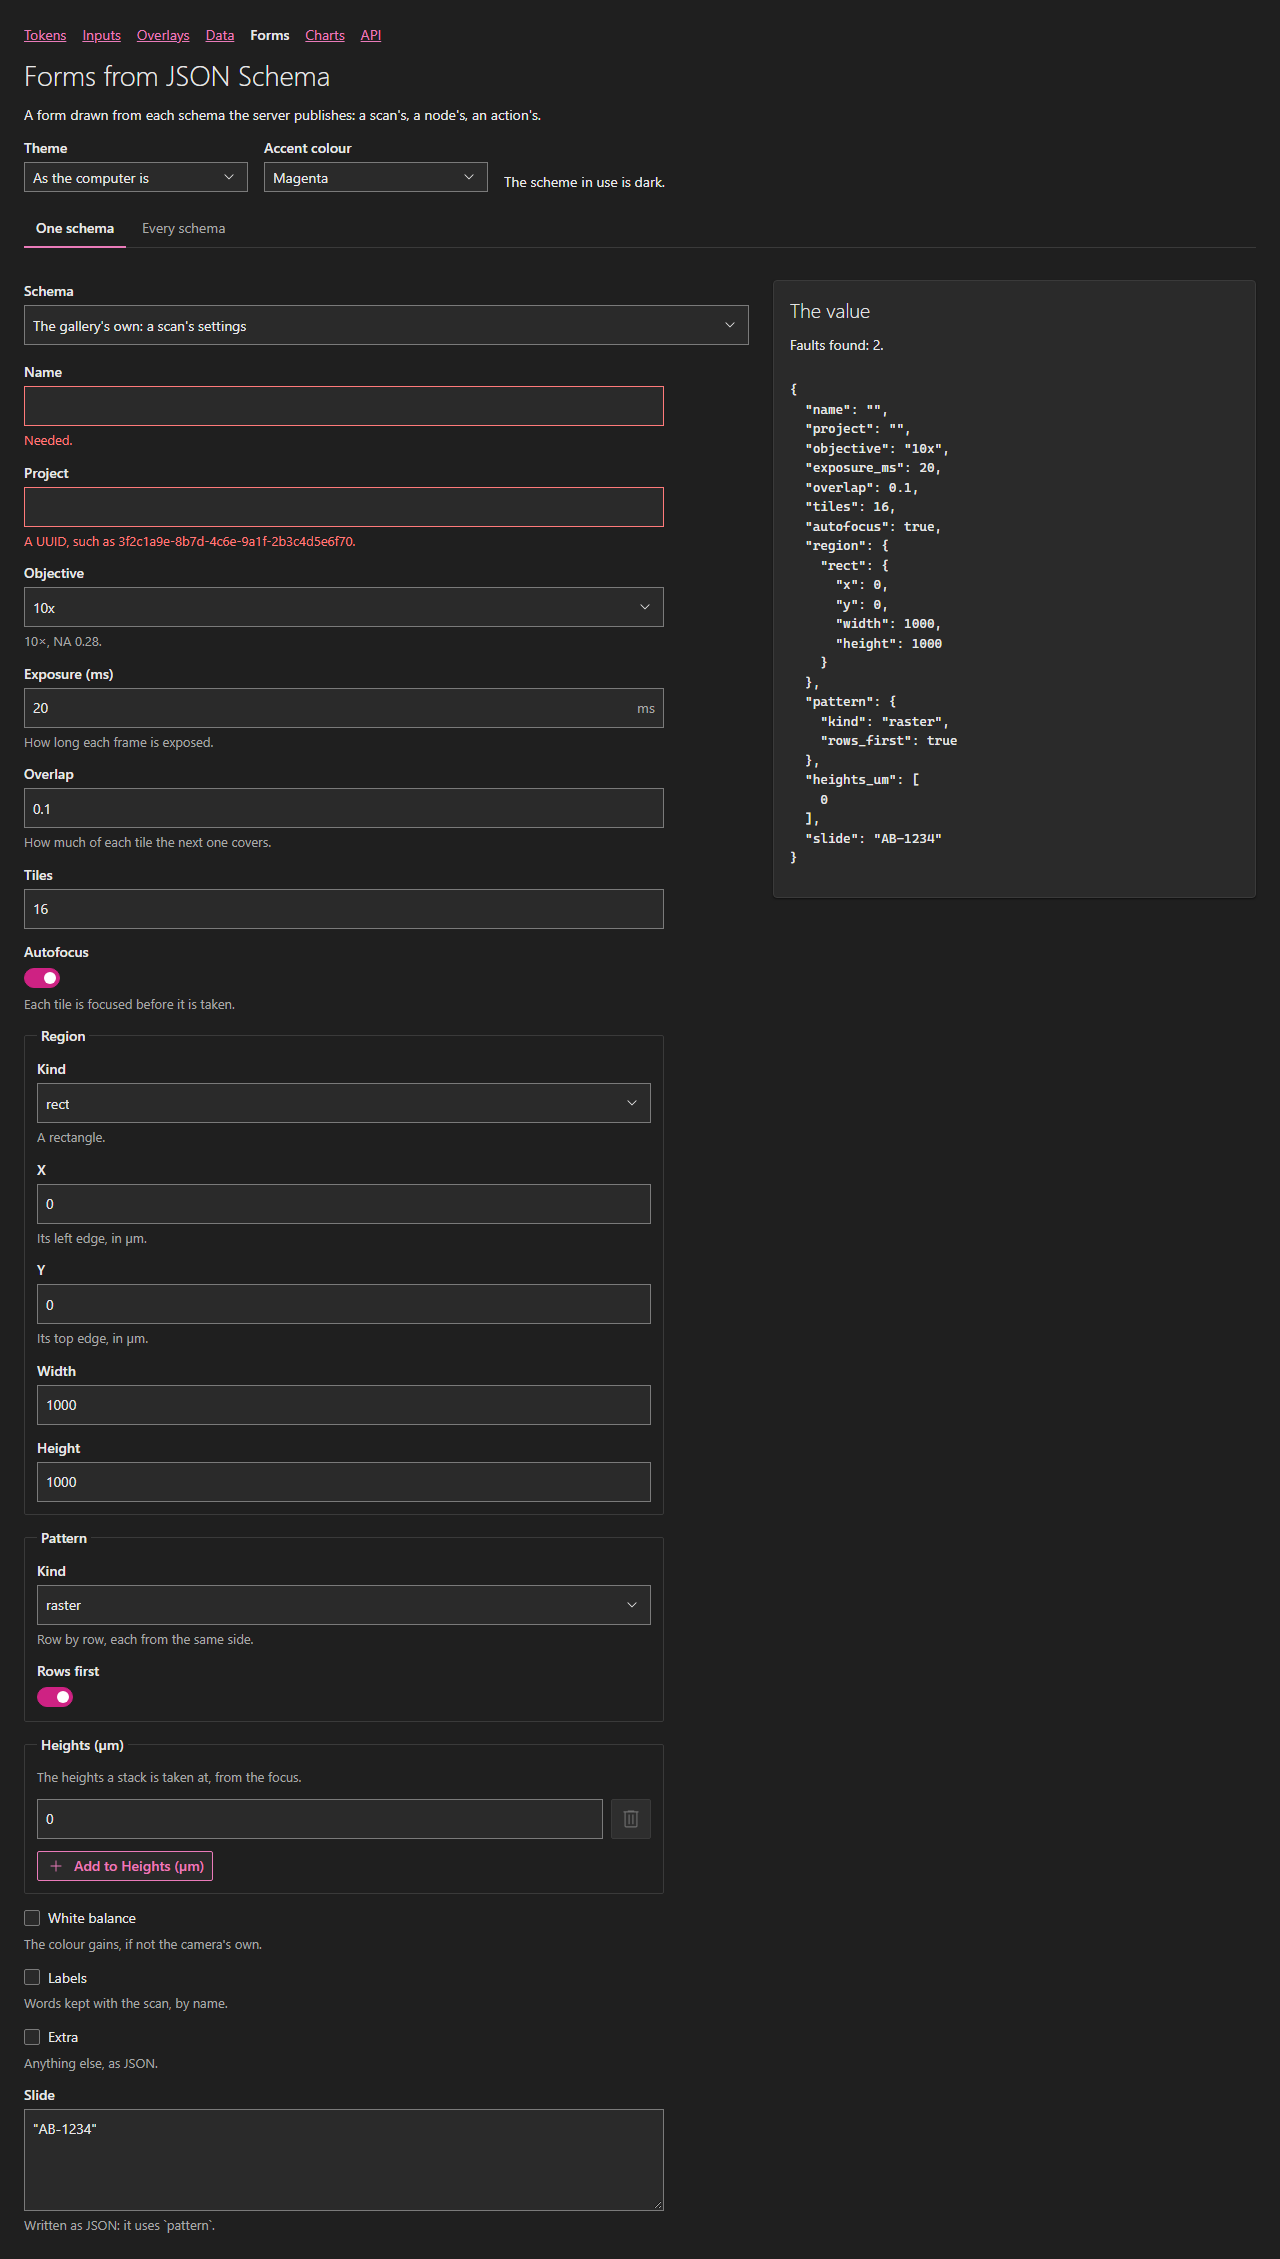 Tokens Inputs Overlays Data Forms Charts API
Forms from JSON Schema
A form drawn from each schema the server publishes: a scan's, a node's, an action's.
Theme
As the computer is
Accent colour
Magenta
The scheme in use is dark.
One schema Every schema
Schema
The gallery's own: a scan's settings
Name
Needed.
Project
A UUID, such as 3f2c1a9e-8b7d-4c6e-9a1f-2b3c4d5e6f70.
Objective
10x
10×, NA 0.28.
Exposure (ms)
20 ms
How long each frame is exposed.
Overlap
0.1
How much of each tile the next one covers.
Tiles
16
Autofocus
Each tile is focused before it is taken.
Region
Kind
rect
A rectangle.
X
0
Its left edge, in µm.
Y
0
Its top edge, in µm.
Width
1000
Height
1000
Pattern
Kind
raster
Row by row, each from the same side.
Rows first
Heights (µm)
The heights a stack is taken at, from the focus.
0
Add to Heights (µm)
White balance
The colour gains, if not the camera's own.
Labels
Words kept with the scan, by name.
Extra
Anything else, as JSON.
Slide
"AB-1234"
Written as JSON: it uses `pattern`.
The value
Faults found: 2.
{
"name": "",
"project": "",
"objective": "10x",
"exposure_ms": 20,
"overlap": 0.1,
"tiles": 16,
"autofocus": true,
"region": {
"rect": {
"x": 0,
"y": 0,
"width": 1000,
"height": 1000
}
},
"pattern": {
"kind": "raster",
"rows_first": true
},
"heights_um": [
0
],
"slide": "AB-1234"
}